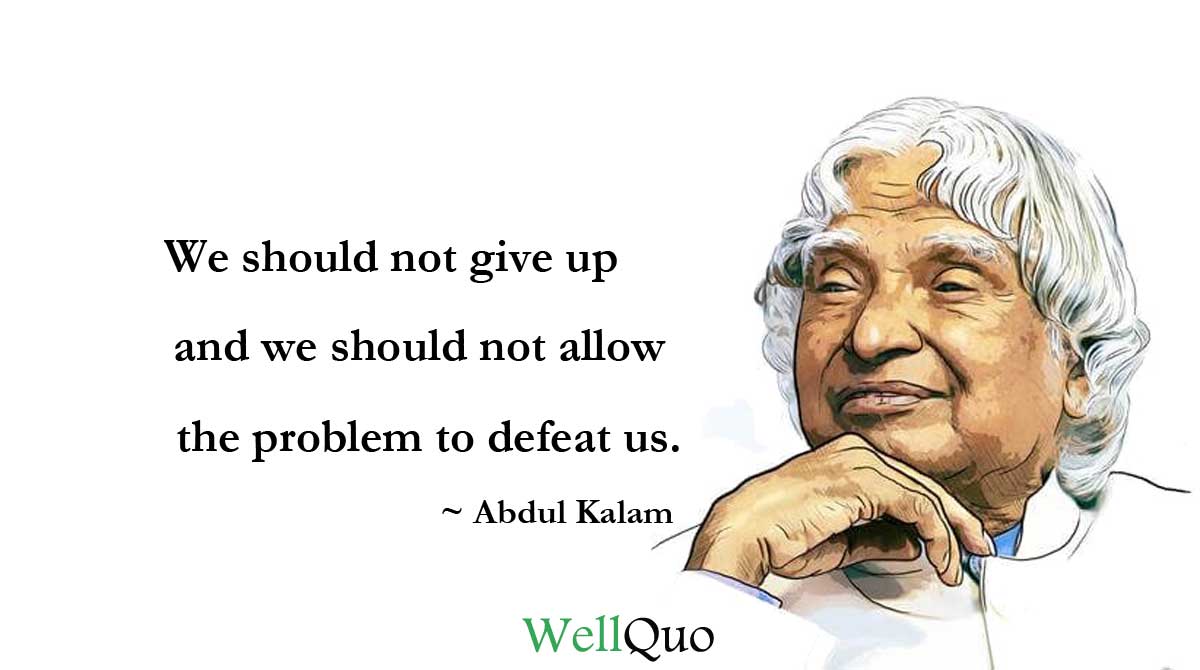 We should not give up
and we should not allow
the problem to defeat us.
~ Abdul Kalam
WellQuo